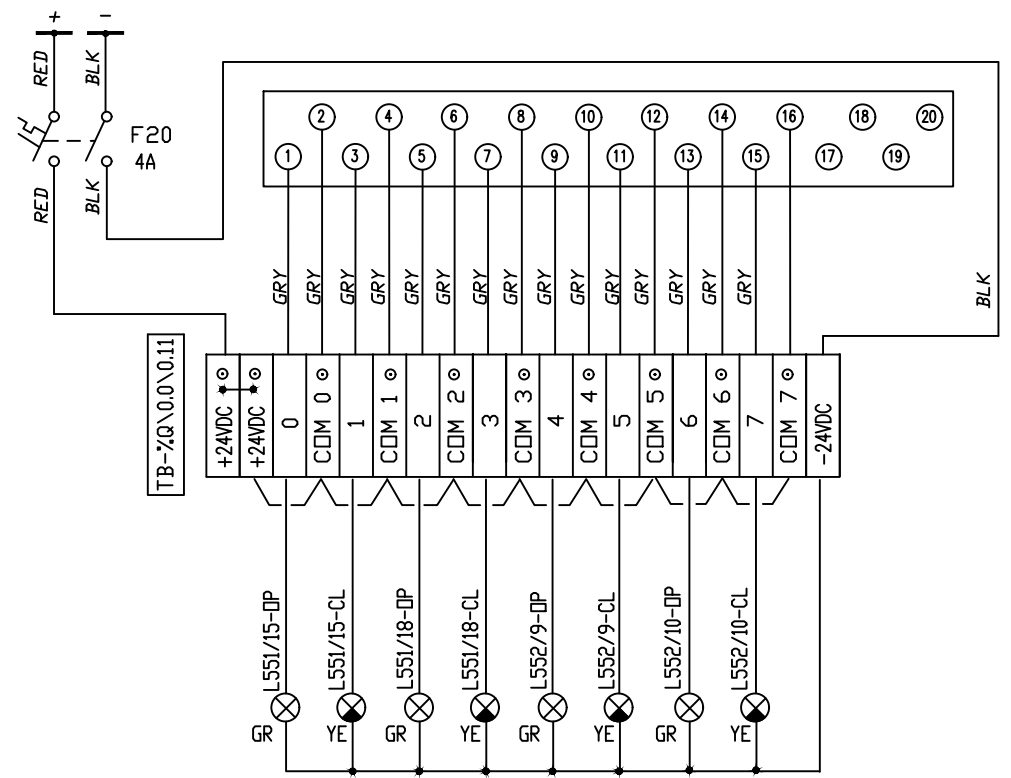 + -
RED BLK
F20
4A
RED BLK
2 4 6 8 10 12 14 16 18 20
1 3 5 7 9 11 13 15 17 19
GRY GRY GRY GRY GRY GRY GRY GRY GRY GRY GRY GRY GRY GRY GRY
BLK
TB-%Q\0.0\0.11
+24VDC
+24VDC
0
COM 0
1
COM 1
2
COM 2
3
COM 3
4
COM 4
5
COM 5
6
COM 6
7
COM 7
-24VDC
L551/15-OP
L551/15-CL
L551/18-OP
L551/18-CL
L552/9-OP
L552/9-CL
L552/10-OP
L552/10-CL
GR YE GR YE GR YE GR YE